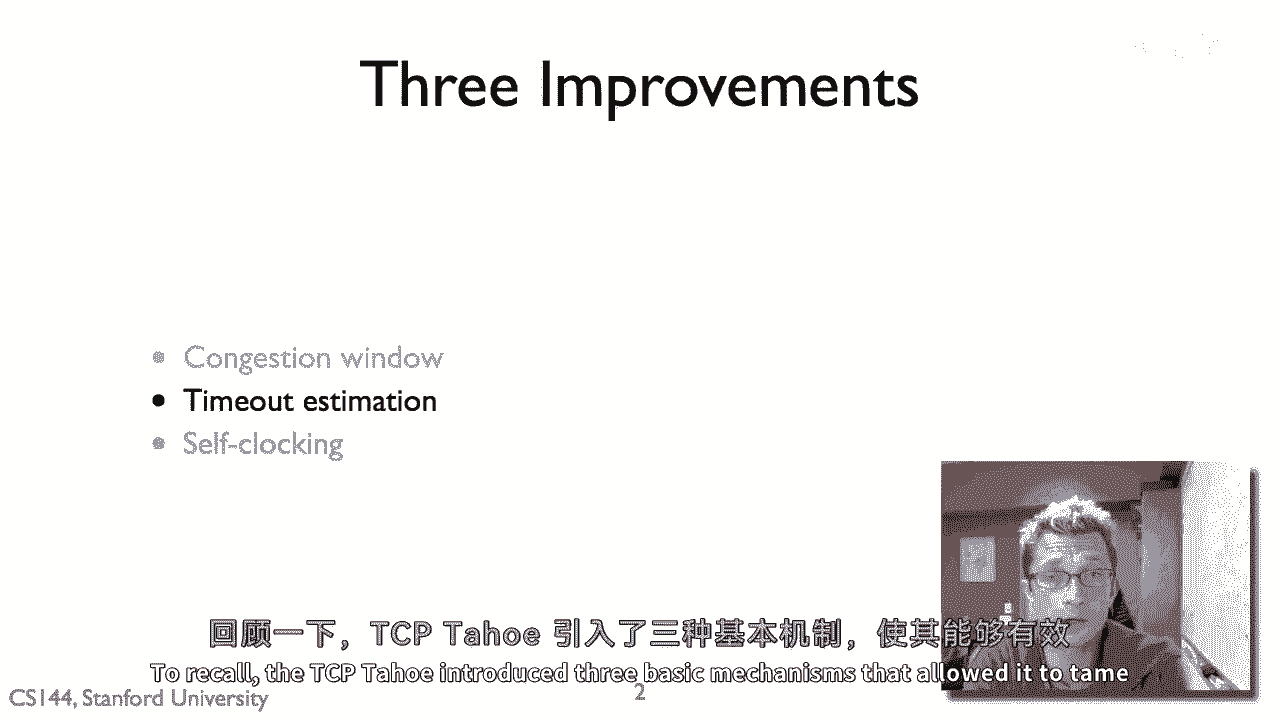 Three Improvements
• Congestion window
• Timeout estimation
• Self-clocking
回顾一下，TCP Tahoe 引入了三种基本机制，使其能够有效
To recall, the TCP Tahoe introduced three basic mechanisms that allowed it to tame
CS144, Stanford University
2